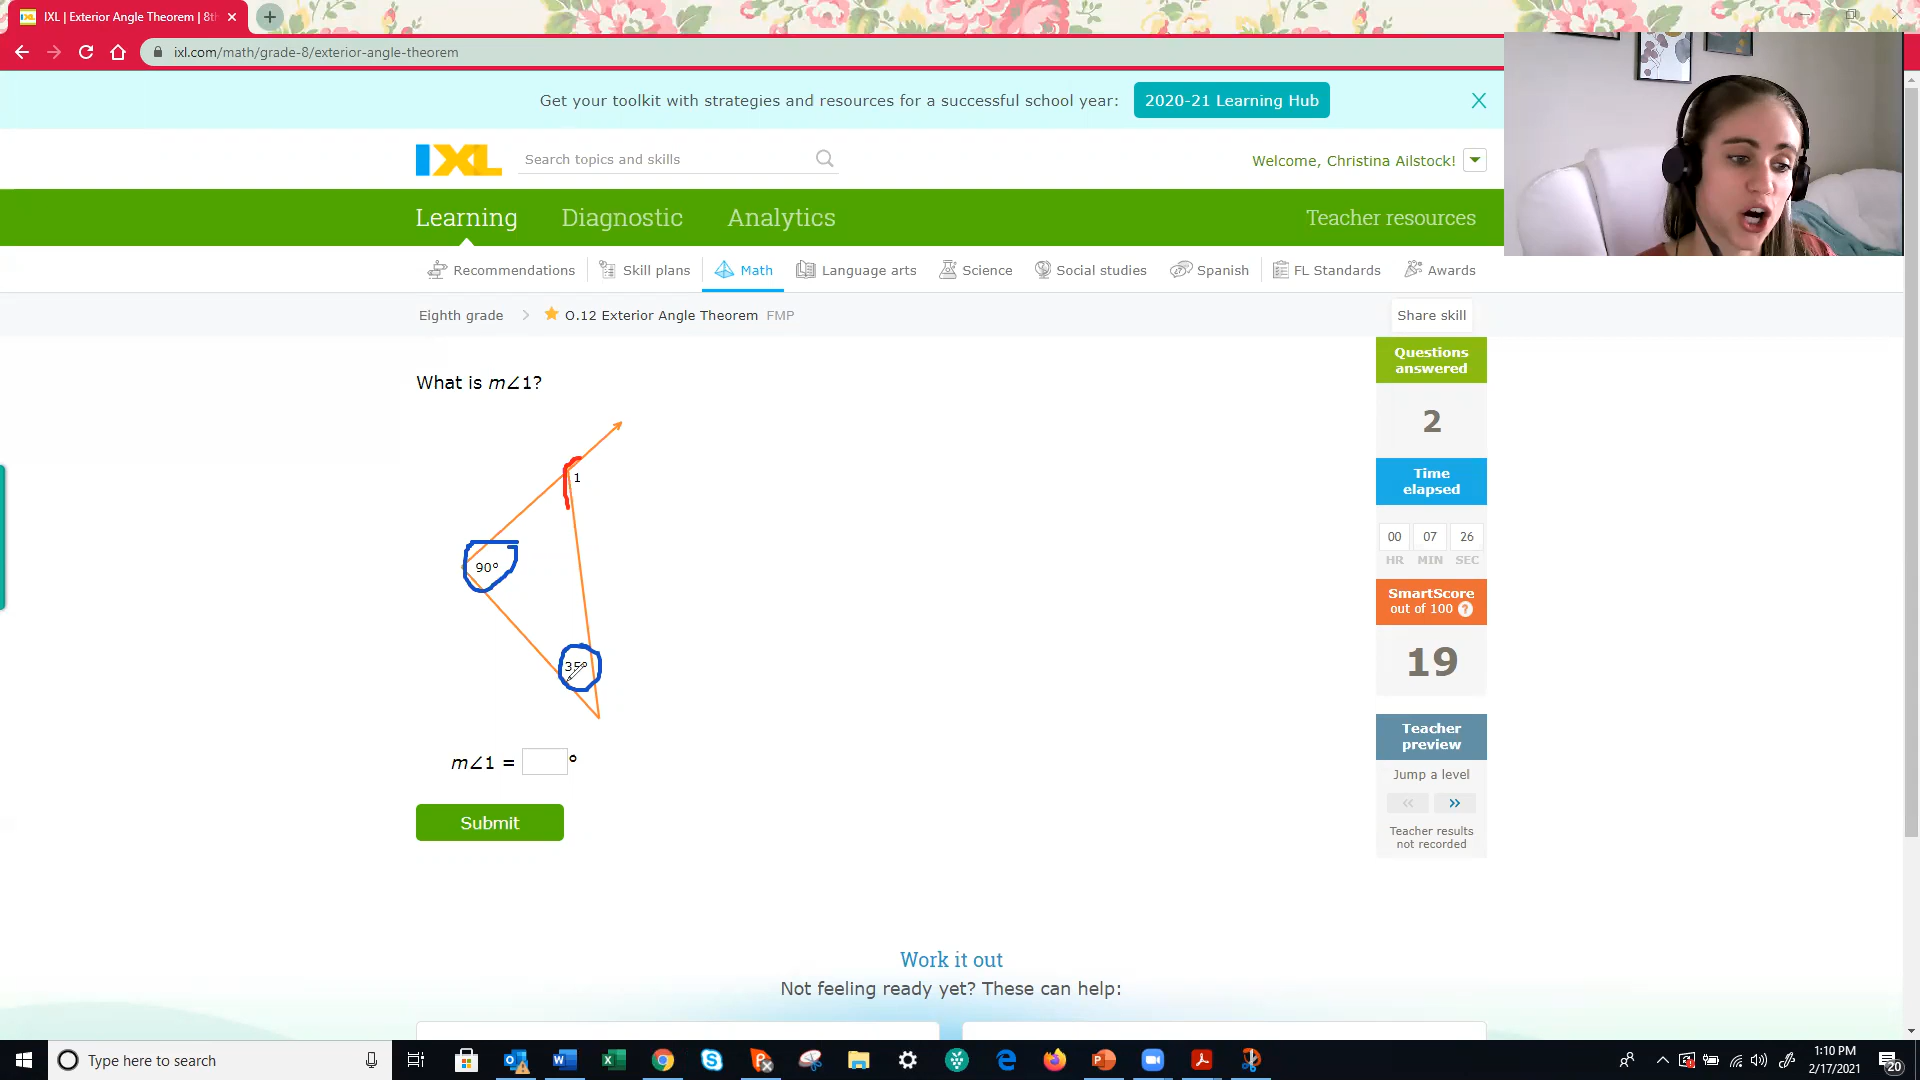 IXL | Exterior Angle Theorem | 8th
ixl.com/math/grade-8/exterior-angle-theorem
Get your toolkit with strategies and resources for a successful school year: 2020-21 Learning Hub
IXL Search topics and skills Welcome, Christina Ailstock!
Learning Diagnostic Analytics Teacher resources
Recommendations Skill plans Math Language arts Science Social studies Spanish FL Standards Awards
Eighth grade > O.12 Exterior Angle Theorem FMP Share skill
Questions
answered
2
Time
elapsed
00 07 26
HR MIN SEC
SmartScore
out of 100 ?
19
Teacher
preview
Jump a level
<< >>
Teacher results
not recorded
What is m∠1?
1
90°
35°
m∠1 = °
Submit
Work it out
Not feeling ready yet? These can help:
Type here to search
1:10 PM
2/17/2021
20